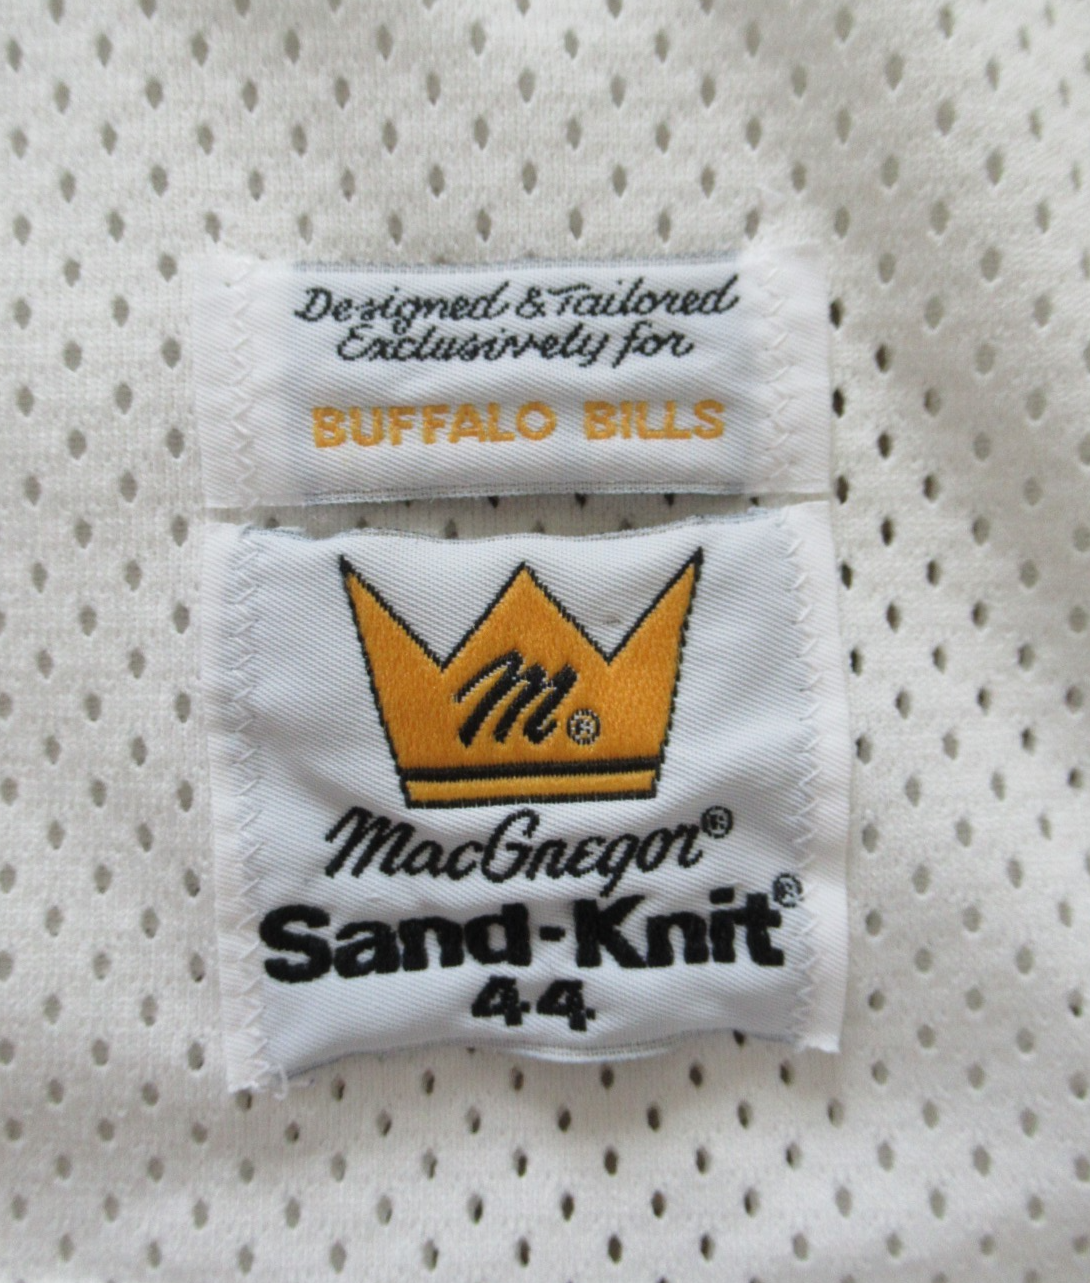 Designed & Tailored
Exclusively for
BUFFALO BILLS
M®
MacGregor®
Sand-Knit®
44